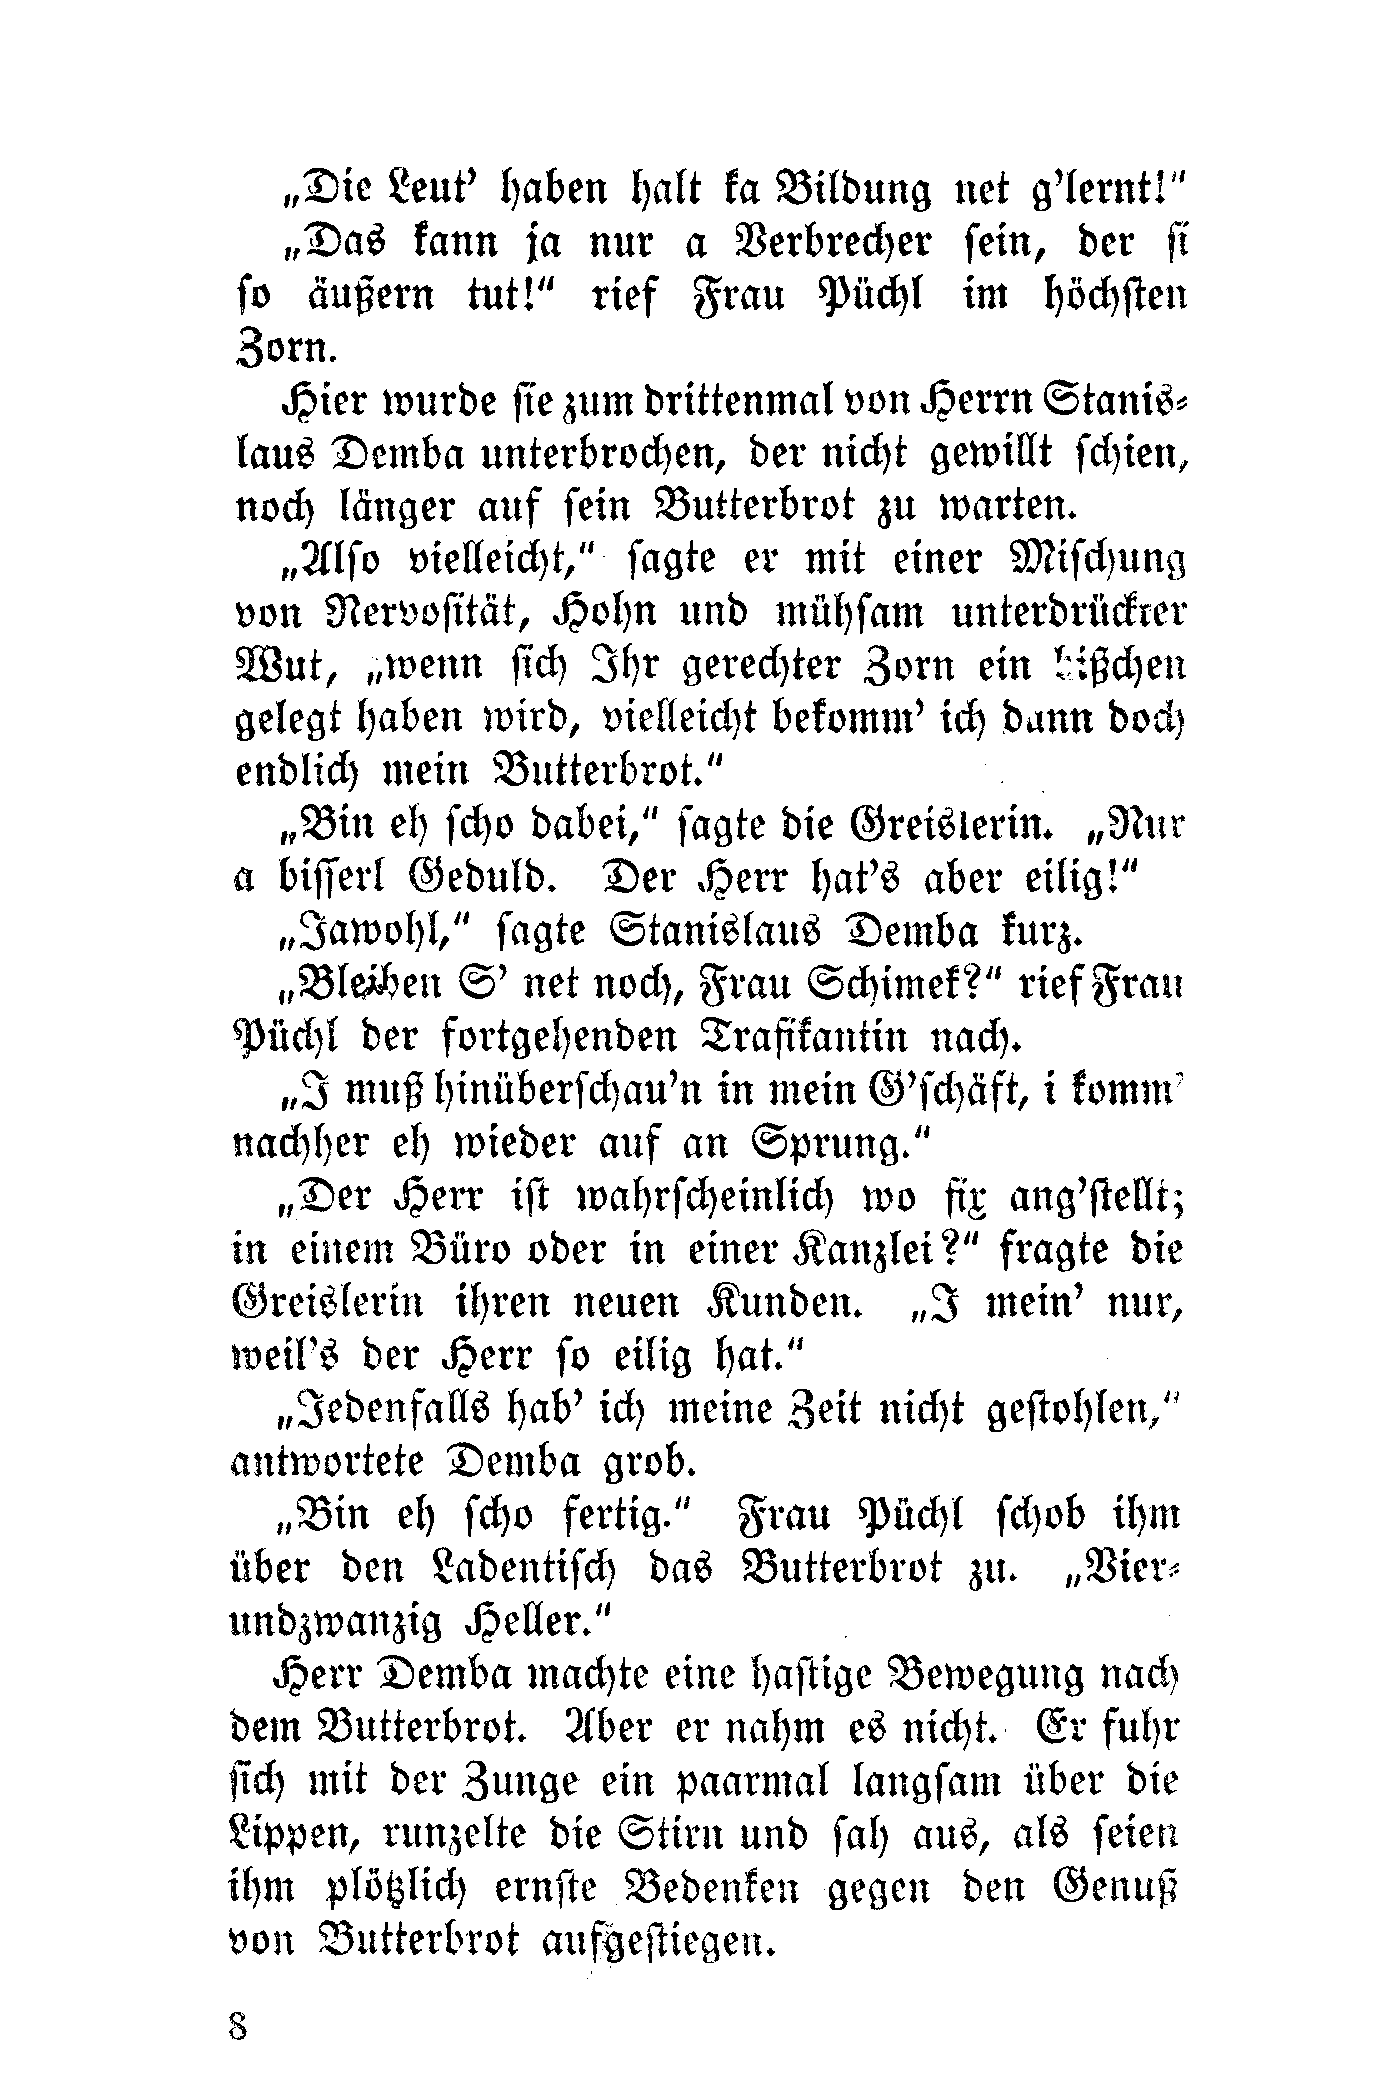 „Die Leut’ haben halt ka Bildung net g’lernt!“
„Das kann ja nur a Verbrecher sein, der si
so äußern tut!“ rief Frau Püchl im höchsten
Zorn.
Hier wurde sie zum drittenmal von Herrn Stanis-
laus Demba unterbrochen, der nicht gewillt schien,
noch länger auf sein Butterbrot zu warten.
„Also vielleicht,“ sagte er mit einer Mischung
von Nervosität, Hohn und mühsam unterdrückter
Wut, „wenn sich Ihr gerechter Zorn ein bißchen
gelegt haben wird, vielleicht bekomm’ ich dann doch
endlich mein Butterbrot.“
„Bin eh scho dabei,“ sagte die Greislerin. „Nur
a bisserl Geduld. Der Herr hat’s aber eilig!“
„Jawohl,“ sagte Stanislaus Demba kurz.
„Bleiben S’ net noch, Frau Schimek?“ rief Frau
Püchl der fortgehenden Trafikantin nach.
„I muß hinüberschau’n in mein G’schäft, i komm’
nachher eh wieder auf an Sprung.“
„Der Herr ist wahrscheinlich wo fix ang’stellt;
in einem Büro oder in einer Kanzlei?“ fragte die
Greislerin ihren neuen Kunden. „I mein’ nur,
weil’s der Herr so eilig hat.“
„Jedenfalls hab’ ich meine Zeit nicht gestohlen,“
antwortete Demba grob.
„Bin eh scho fertig.“ Frau Püchl schob ihm
über den Ladentisch das Butterbrot zu. „Vier-
undzwanzig Heller.“
Herr Demba machte eine hastige Bewegung nach
dem Butterbrot. Aber er nahm es nicht. Er fuhr
sich mit der Zunge ein paarmal langsam über die
Lippen, runzelte die Stirn und sah aus, als seien
ihm plötzlich ernste Bedenken gegen den Genuß
von Butterbrot aufgestiegen.
8